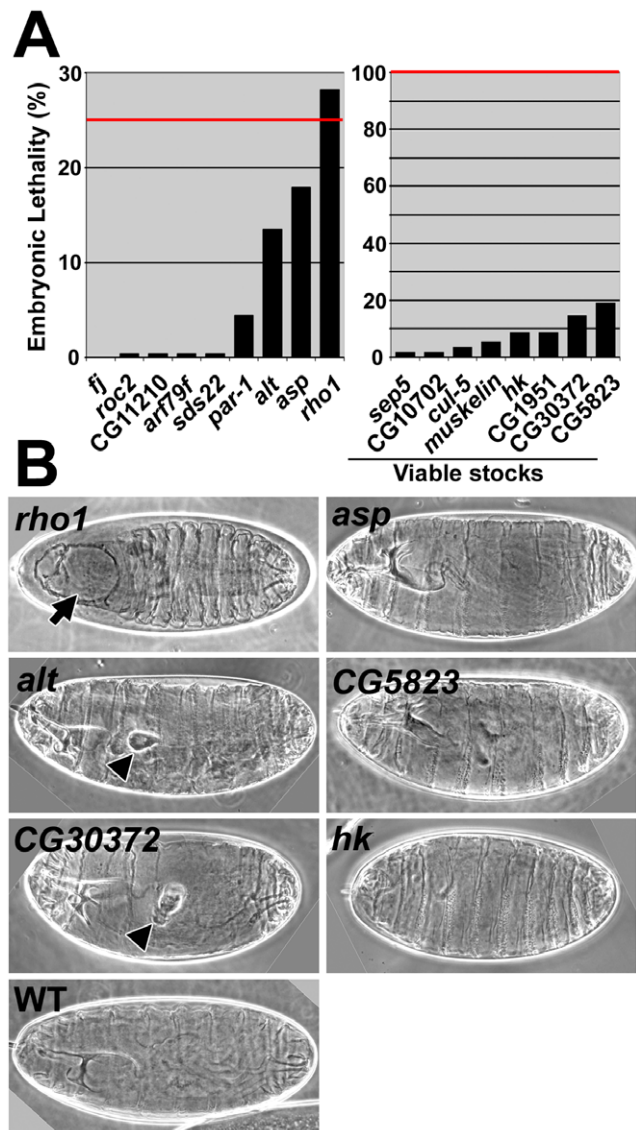 A
Embryonic Lethality (%)
30
20
10
0
fj
roc2
CG11210
arf79f
sds22
par-1
alt
asp
rho1
100
80
60
40
20
0
sep5
CG10702
cul-5
muskelin
hk
CG1951
CG30372
CG5823
Viable stocks
B
rho1
asp
alt
CG5823
CG30372
hk
WT